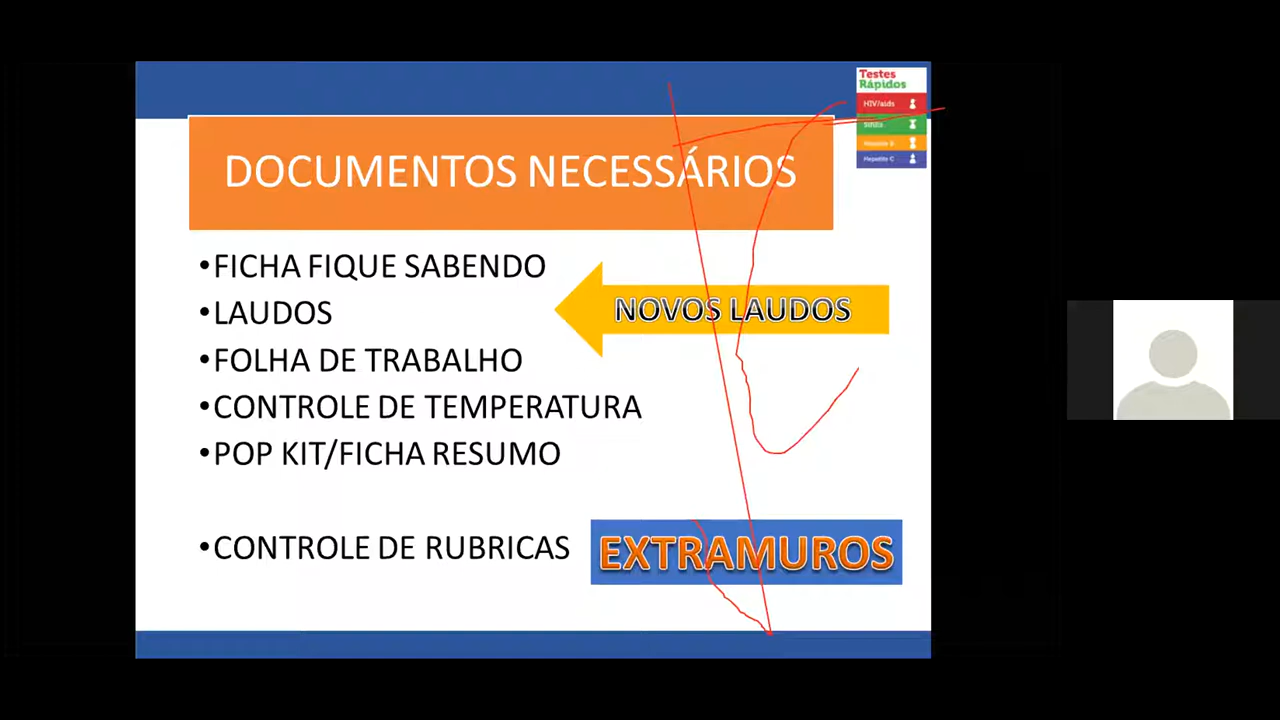 Testes
Rápidos
HIV/aids
Sífilis
Hepatite B
Hepatite C
DOCUMENTOS NECESSÁRIOS
•FICHA FIQUE SABENDO
•LAUDOS
NOVOS LAUDOS
•FOLHA DE TRABALHO
•CONTROLE DE TEMPERATURA
•POP KIT/FICHA RESUMO
•CONTROLE DE RUBRICAS
EXTRAMUROS